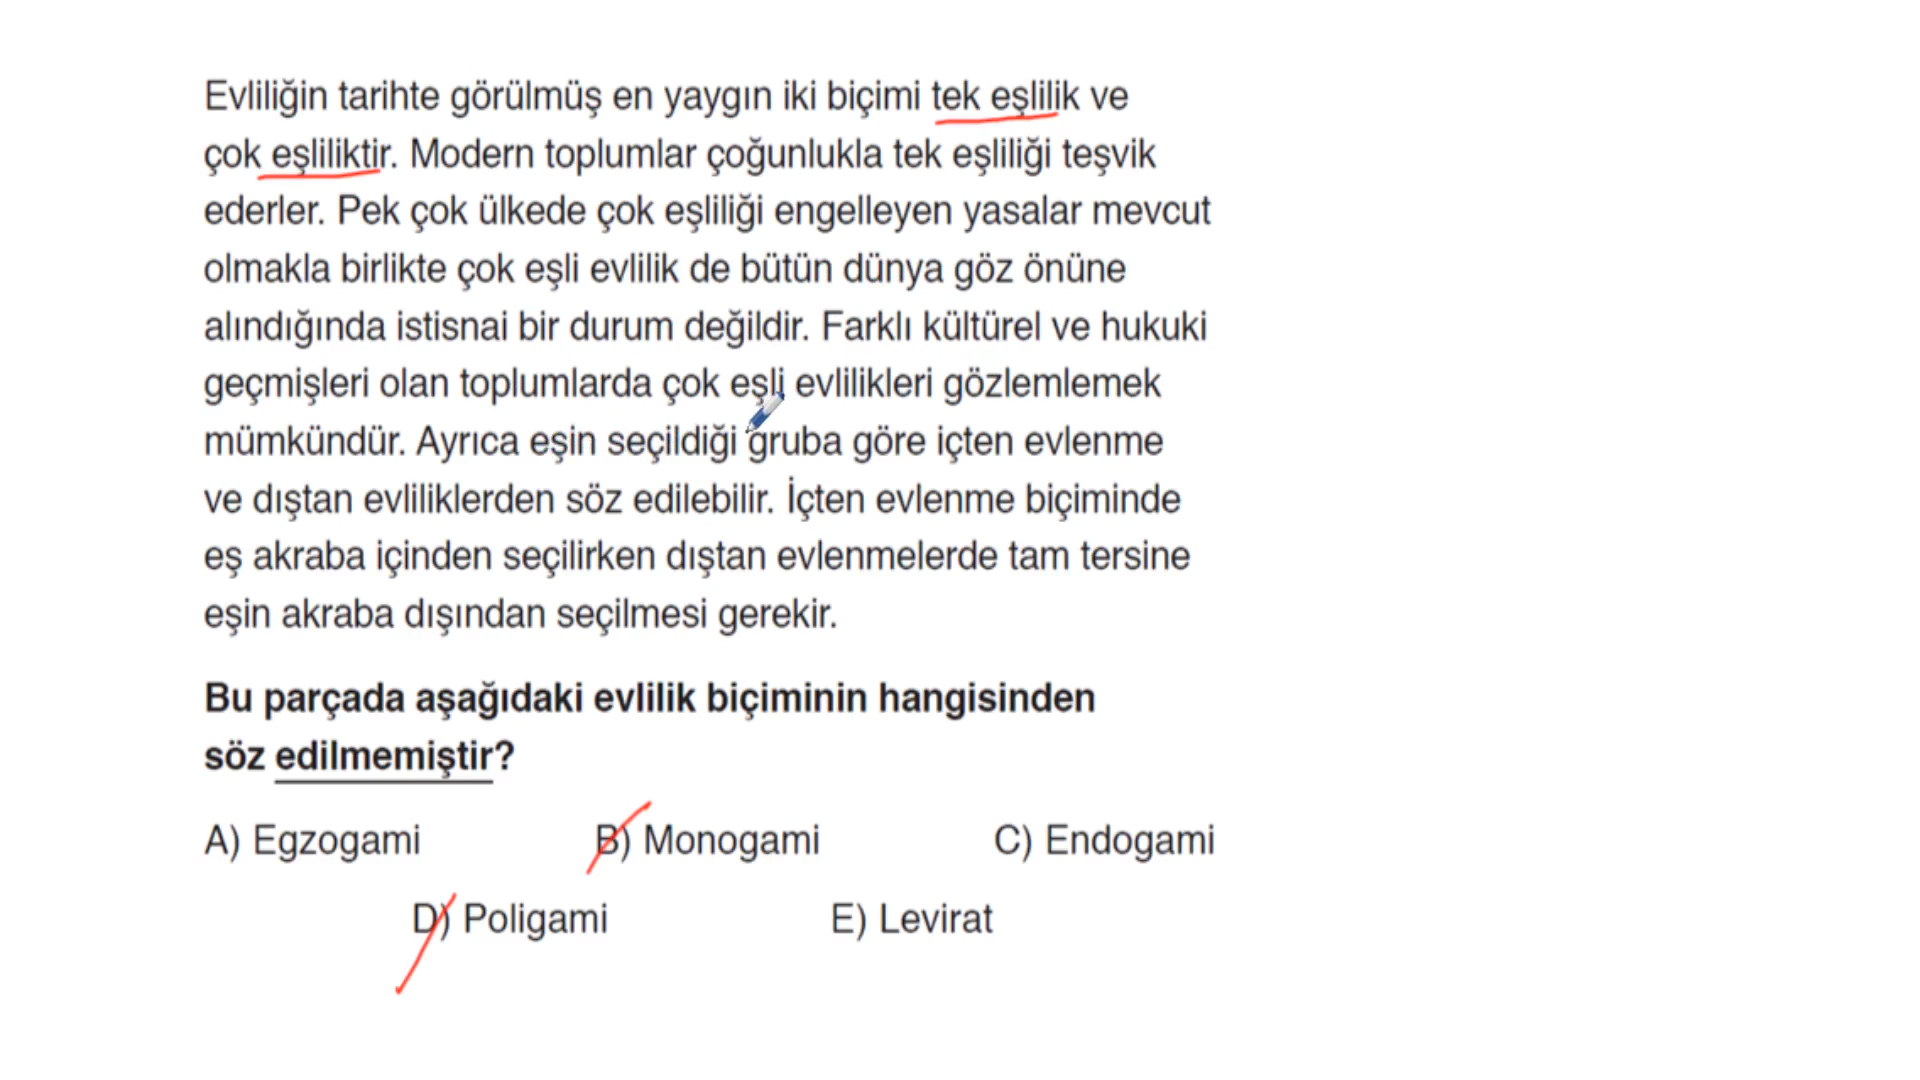 Evliliğin tarihte görülmüş en yaygın iki biçimi tek eşlilik ve
çok eşliliktir. Modern toplumlar çoğunlukla tek eşliliği teşvik
ederler. Pek çok ülkede çok eşliliği engelleyen yasalar mevcut
olmakla birlikte çok eşli evlilik de bütün dünya göz önüne
alındığında istisnai bir durum değildir. Farklı kültürel ve hukuki
geçmişleri olan toplumlarda çok eşli evlilikleri gözlemlemek
mümkündür. Ayrıca eşin seçildiği gruba göre içten evlenme
ve dıştan evliliklerden söz edilebilir. İçten evlenme biçiminde
eş akraba içinden seçilirken dıştan evlenmelerde tam tersine
eşin akraba dışından seçilmesi gerekir.
Bu parçada aşağıdaki evlilik biçiminin hangisinden
söz edilmemiştir?
A) Egzogami B) Monogami C) Endogami
D) Poligami E) Levirat